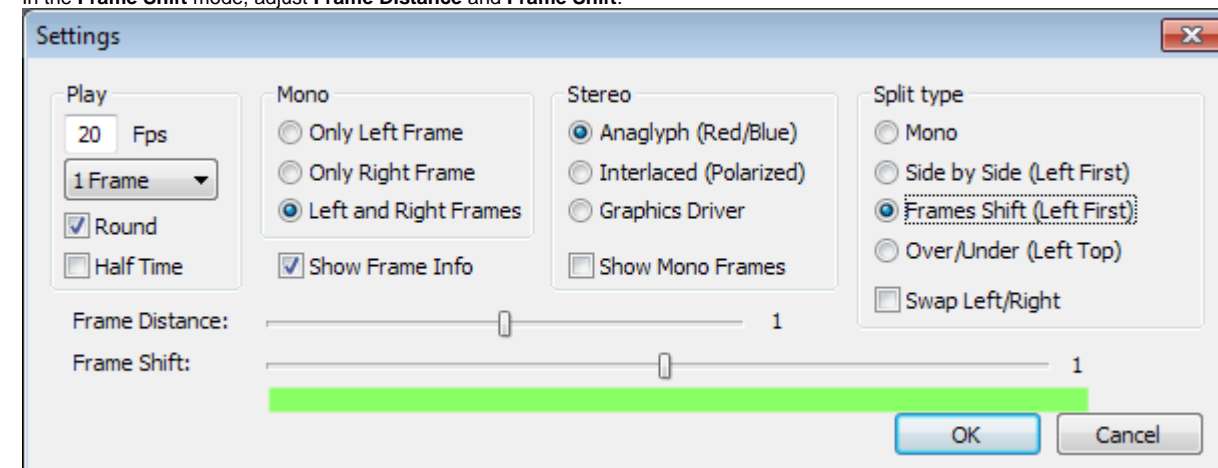 In the Frame Shift mode, adjust Frame Distance and Frame Shift.
Settings
Play
20 Fps
1 Frame
Round
Half Time
Mono
Only Left Frame
Only Right Frame
Left and Right Frames
Show Frame Info
Stereo
Anaglyph (Red/Blue)
Interlaced (Polarized)
Graphics Driver
Show Mono Frames
Split type
Mono
Side by Side (Left First)
Frames Shift (Left First)
Over/Under (Left Top)
Swap Left/Right
Frame Distance: 1
Frame Shift: 1
OK
Cancel